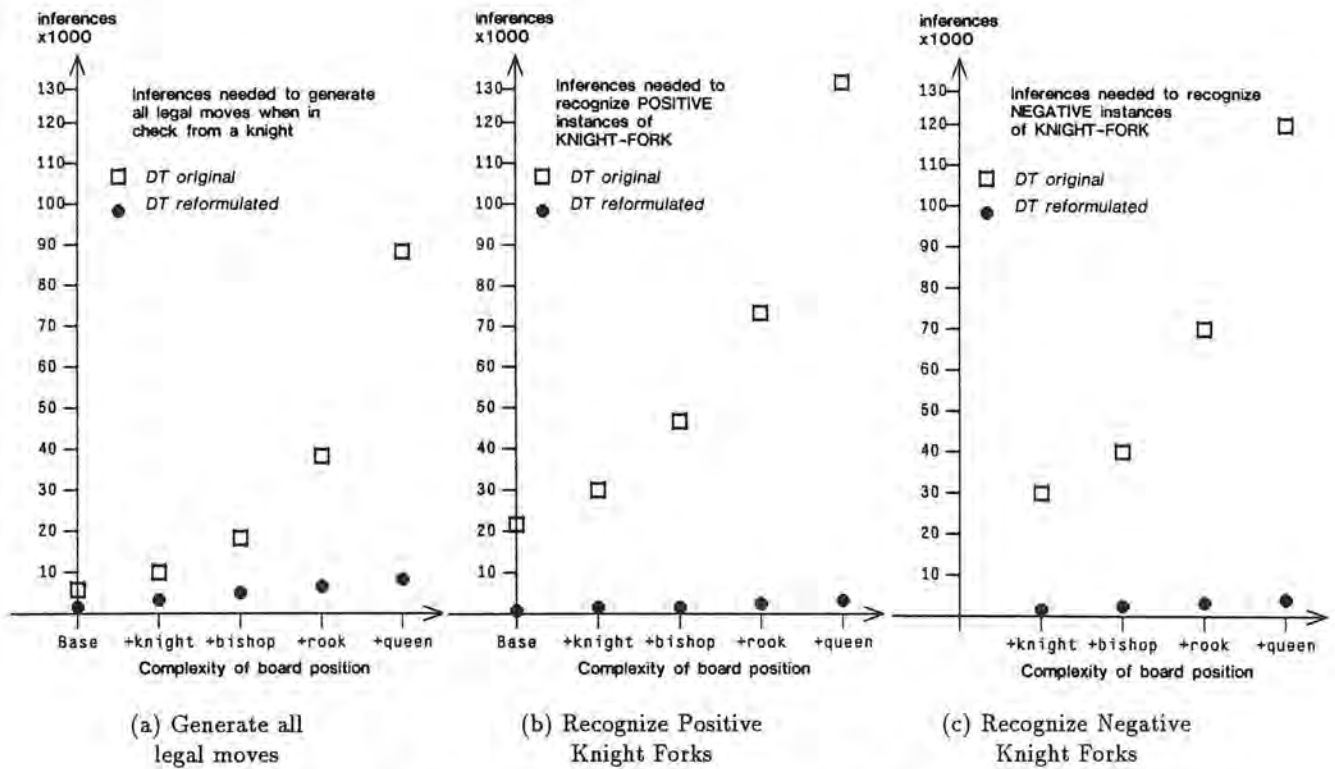 inferences
x1000
130
120
110
100
90
80
70
60
50
40
30
20
10
Inferences needed to generate
all legal moves when in
check from a knight
DT original
DT reformulated
Base +knight +bishop +rook +queen
Complexity of board position
(a) Generate all
legal moves
inferences
x1000
130
120
110
100
90
80
70
60
50
40
30
20
10
Inferences needed to
recognize POSITIVE
instances of
KNIGHT-FORK
DT original
DT reformulated
Base +knight +bishop +rook +queen
Complexity of board position
(b) Recognize Positive
Knight Forks
inferences
x1000
130
120
110
100
90
80
70
60
50
40
30
20
10
Inferences needed to recognize
NEGATIVE instances
of KNIGHT-FORK
DT original
DT reformulated
+knight +bishop +rook +queen
Complexity of board position
(c) Recognize Negative
Knight Forks